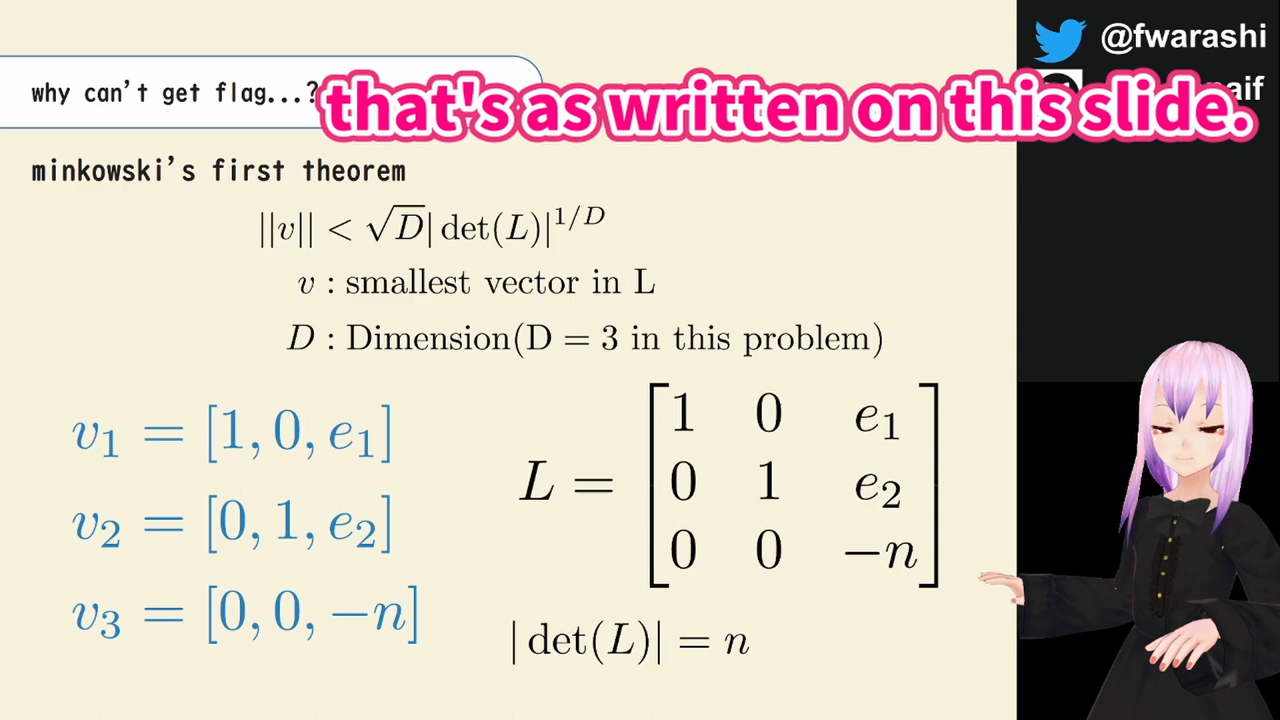 @fwarashi
aif
why can't get flag...?
that's as written on this slide.
minkowski's first theorem
||v|| < √D|det(L)|^{1/D}
v : smallest vector in L
D : Dimension(D = 3 in this problem)
v₁ = [1, 0, e₁]
v₂ = [0, 1, e₂]
v₃ = [0, 0, −n]
L = [1 0 e₁
0 1 e₂
0 0 −n]
|det(L)| = n